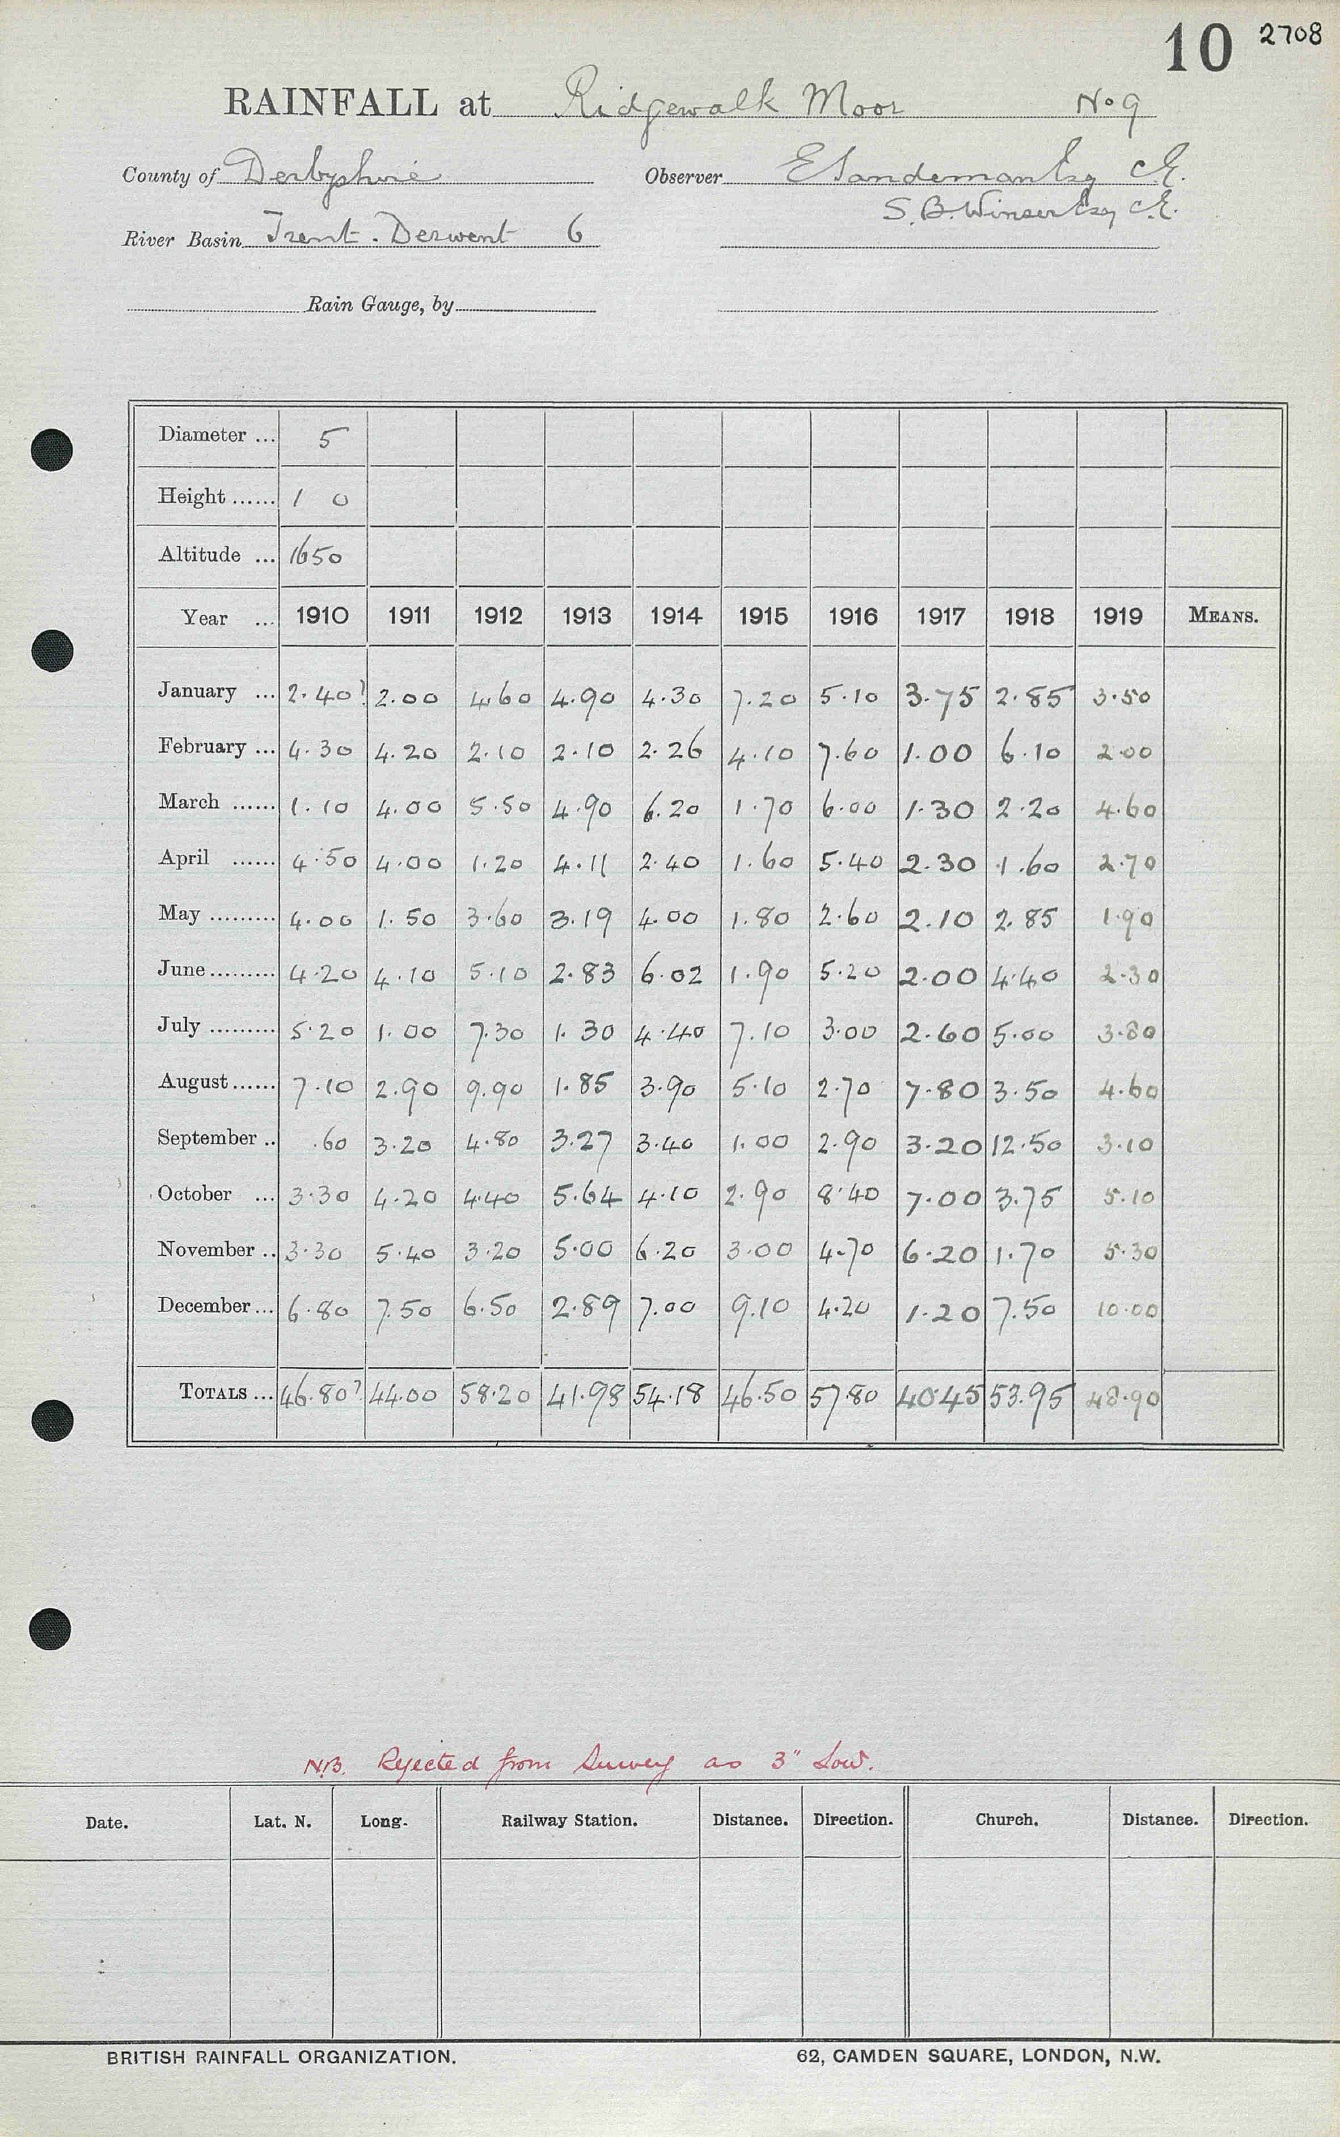 10 2708
RAINFALL at Ridgewalk Moor No 9
County of Derbyshire Observer E Sandeman Esq C.E.
S. B. Winser Esq C.E.
River Basin Trent. Derwent 6
Rain Gauge, by
Diameter ... 5
Height ...... 1 0
Altitude ... 1650
Year ... 1910 1911 1912 1913 1914 1915 1916 1917 1918 1919 MEANS.
January ... 2.40? 2.00 4.60 4.90 4.30 7.20 5.10 3.75 2.85 3.50
February ... 4.30 4.20 2.10 2.10 2.26 4.10 7.60 1.00 6.10 2.00
March ...... 1.10 4.00 5.50 4.90 6.20 1.70 6.00 1.30 2.20 4.60
April ...... 4.50 4.00 1.20 4.11 2.40 1.60 5.40 2.30 1.60 2.70
May ......... 4.00 1.50 3.60 3.19 4.00 1.80 2.60 2.10 2.85 1.90
June ......... 4.20 4.10 5.10 2.83 6.02 1.90 5.20 2.00 4.40 2.30
July ......... 5.20 1.00 7.30 1.30 4.40 7.10 3.00 2.60 5.00 3.80
August ...... 7.10 2.90 9.90 1.85 3.90 5.10 2.70 7.80 3.50 4.60
September .. .60 3.20 4.80 3.27 3.40 1.00 2.90 3.20 12.50 3.10
October ... 3.30 4.20 4.40 5.64 4.10 2.90 8.40 7.00 3.75 5.10
November .. 3.30 5.40 3.20 5.00 6.20 3.00 4.70 6.20 1.70 5.30
December ... 6.80 7.50 6.50 2.89 7.00 9.10 4.20 1.20 7.50 10.00
TOTALS ... 46.80? 44.00 58.20 41.98 54.18 46.50 57.80 40.45 53.95 48.90
N.B. Rejected from Survey as 3" Low.
Date. Lat. N. Long. Railway Station. Distance. Direction. Church. Distance. Direction.
BRITISH RAINFALL ORGANIZATION. 62, CAMDEN SQUARE, LONDON, N.W.